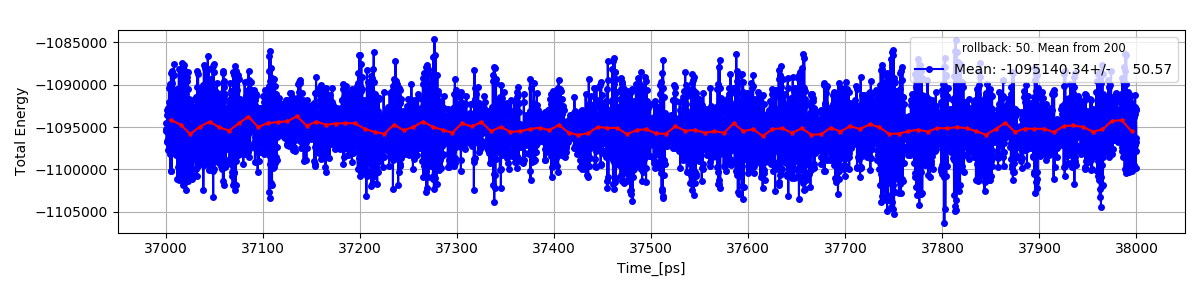 rollback: 50. Mean from 200
Mean: -1095140.34+/- 50.57
Total Energy
−1085000
−1090000
−1095000
−1100000
−1105000
37000 37100 37200 37300 37400 37500 37600 37700 37800 37900 38000
Time_[ps]